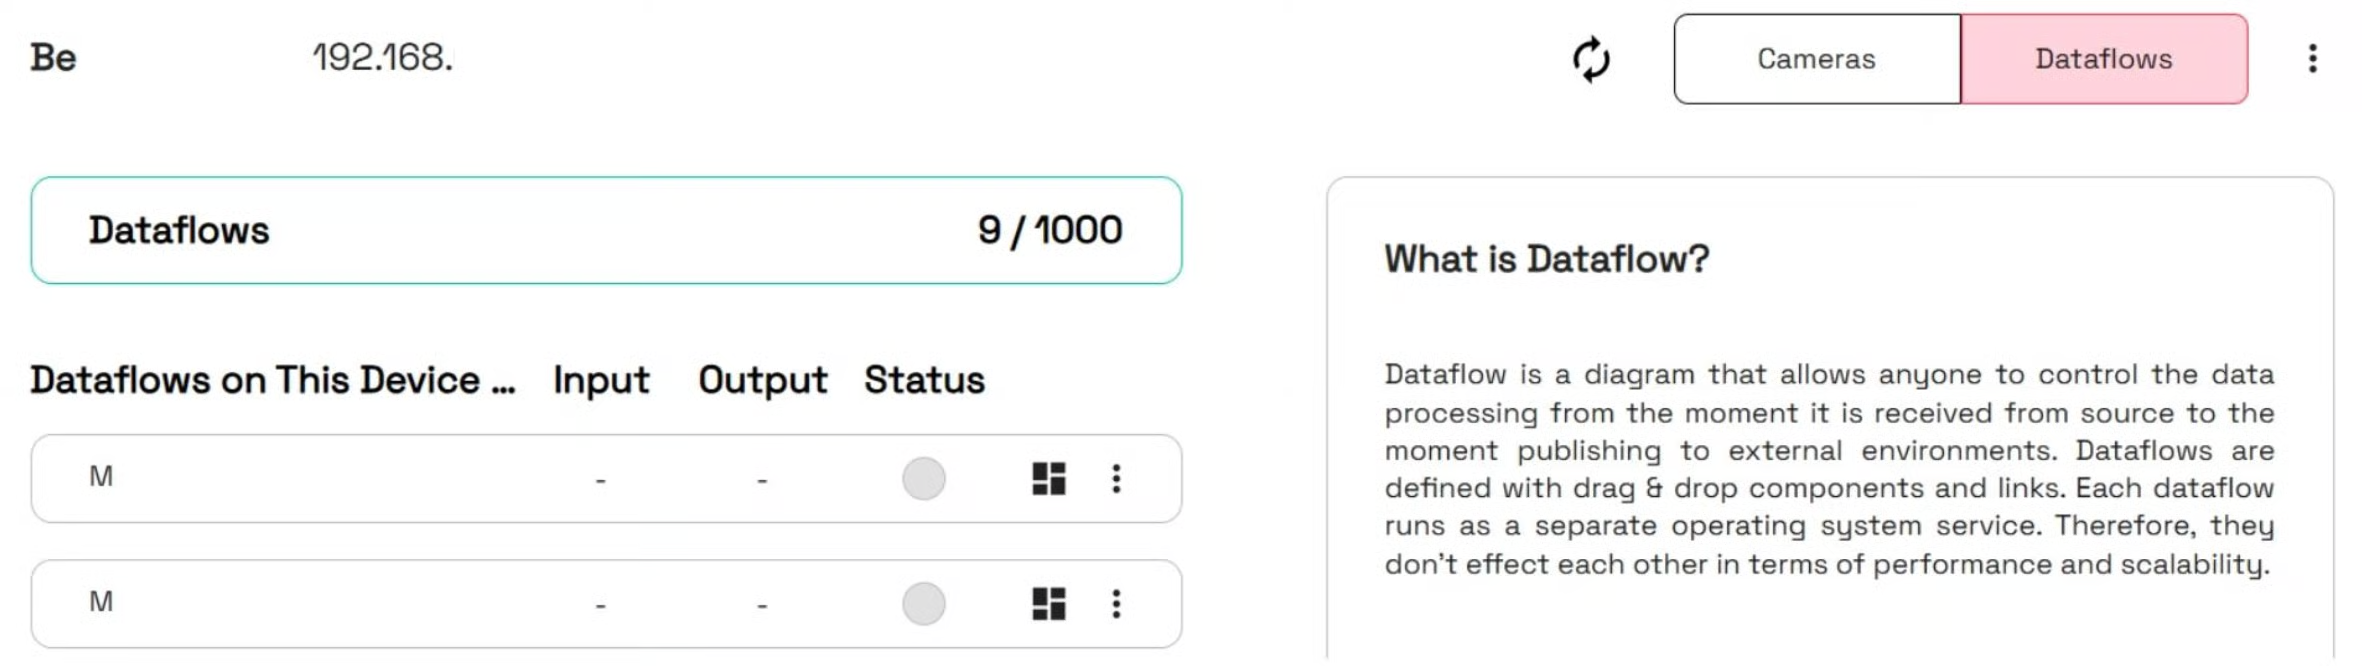 Be 192.168.
Cameras Dataflows
Dataflows 9 / 1000
Dataflows on This Device ... Input Output Status
M - -
M - -
What is Dataflow?
Dataflow is a diagram that allows anyone to control the data
processing from the moment it is received from source to the
moment publishing to external environments. Dataflows are
defined with drag & drop components and links. Each dataflow
runs as a separate operating system service. Therefore, they
don't effect each other in terms of performance and scalability.